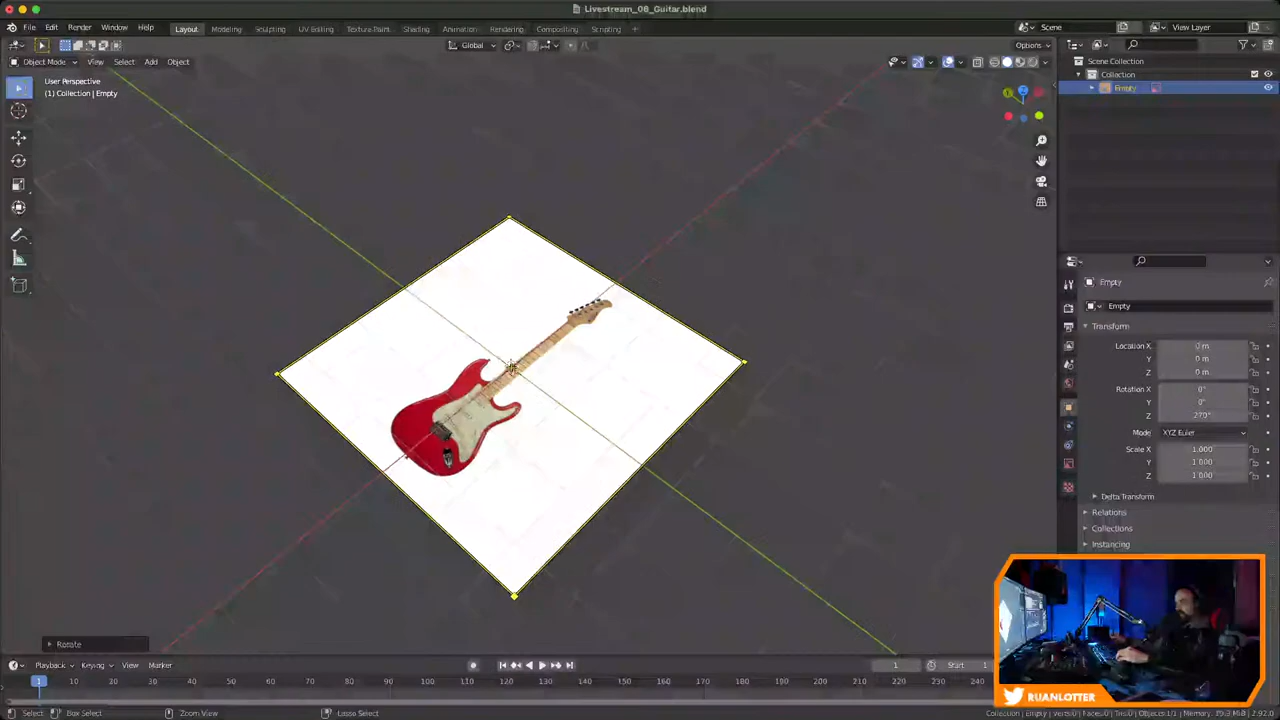 Livestream_08_Guitar.blend
File Edit Render Window Help
Layout Modeling Sculpting UV Editing Texture Paint Shading Animation Rendering Compositing Scripting +
Scene
View Layer
Object Mode View Select Add Object
Global
Options
User Perspective
(1) Collection | Empty
Scene Collection
Collection
Empty
Empty
Empty
Transform
Location X 0 m
Y 0 m
Z 0 m
Rotation X 0°
Y 0°
Z 270°
Mode XYZ Euler
Scale X 1.000
Y 1.000
Z 1.000
Delta Transform
Relations
Collections
Instancing
Rotate
Playback Keying View Marker
1
Start 1
1 10 20 30 40 50 60 70 80 90 100 110 120 130 140 150 160 170 180 190 200 210 220 230
Select Box Select Zoom View Lasso Select
RUANLOTTER